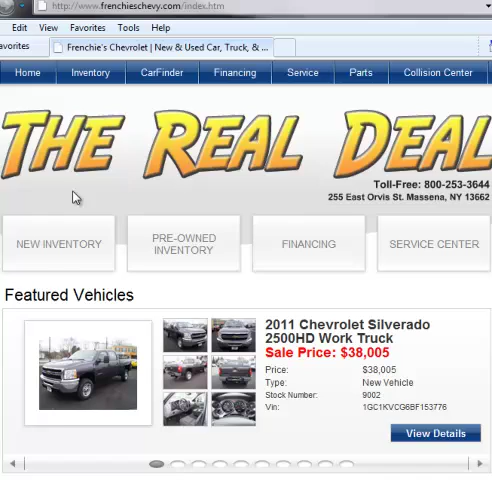 http://www.frenchieschevy.com/index.htm
Edit View Favorites Tools Help
avorites Frenchie's Chevrolet | New & Used Car, Truck, & ...
Home Inventory CarFinder Financing Service Parts Collision Center
THE REAL DEAL
Toll-Free: 800-253-3644
255 East Orvis St. Massena, NY 13662
NEW INVENTORY
PRE-OWNED
INVENTORY
FINANCING
SERVICE CENTER
Featured Vehicles
2011 Chevrolet Silverado
2500HD Work Truck
Sale Price: $38,005
Price: $38,005
Type: New Vehicle
Stock Number: 9002
Vin: 1GC1KVCG6BF153776
View Details